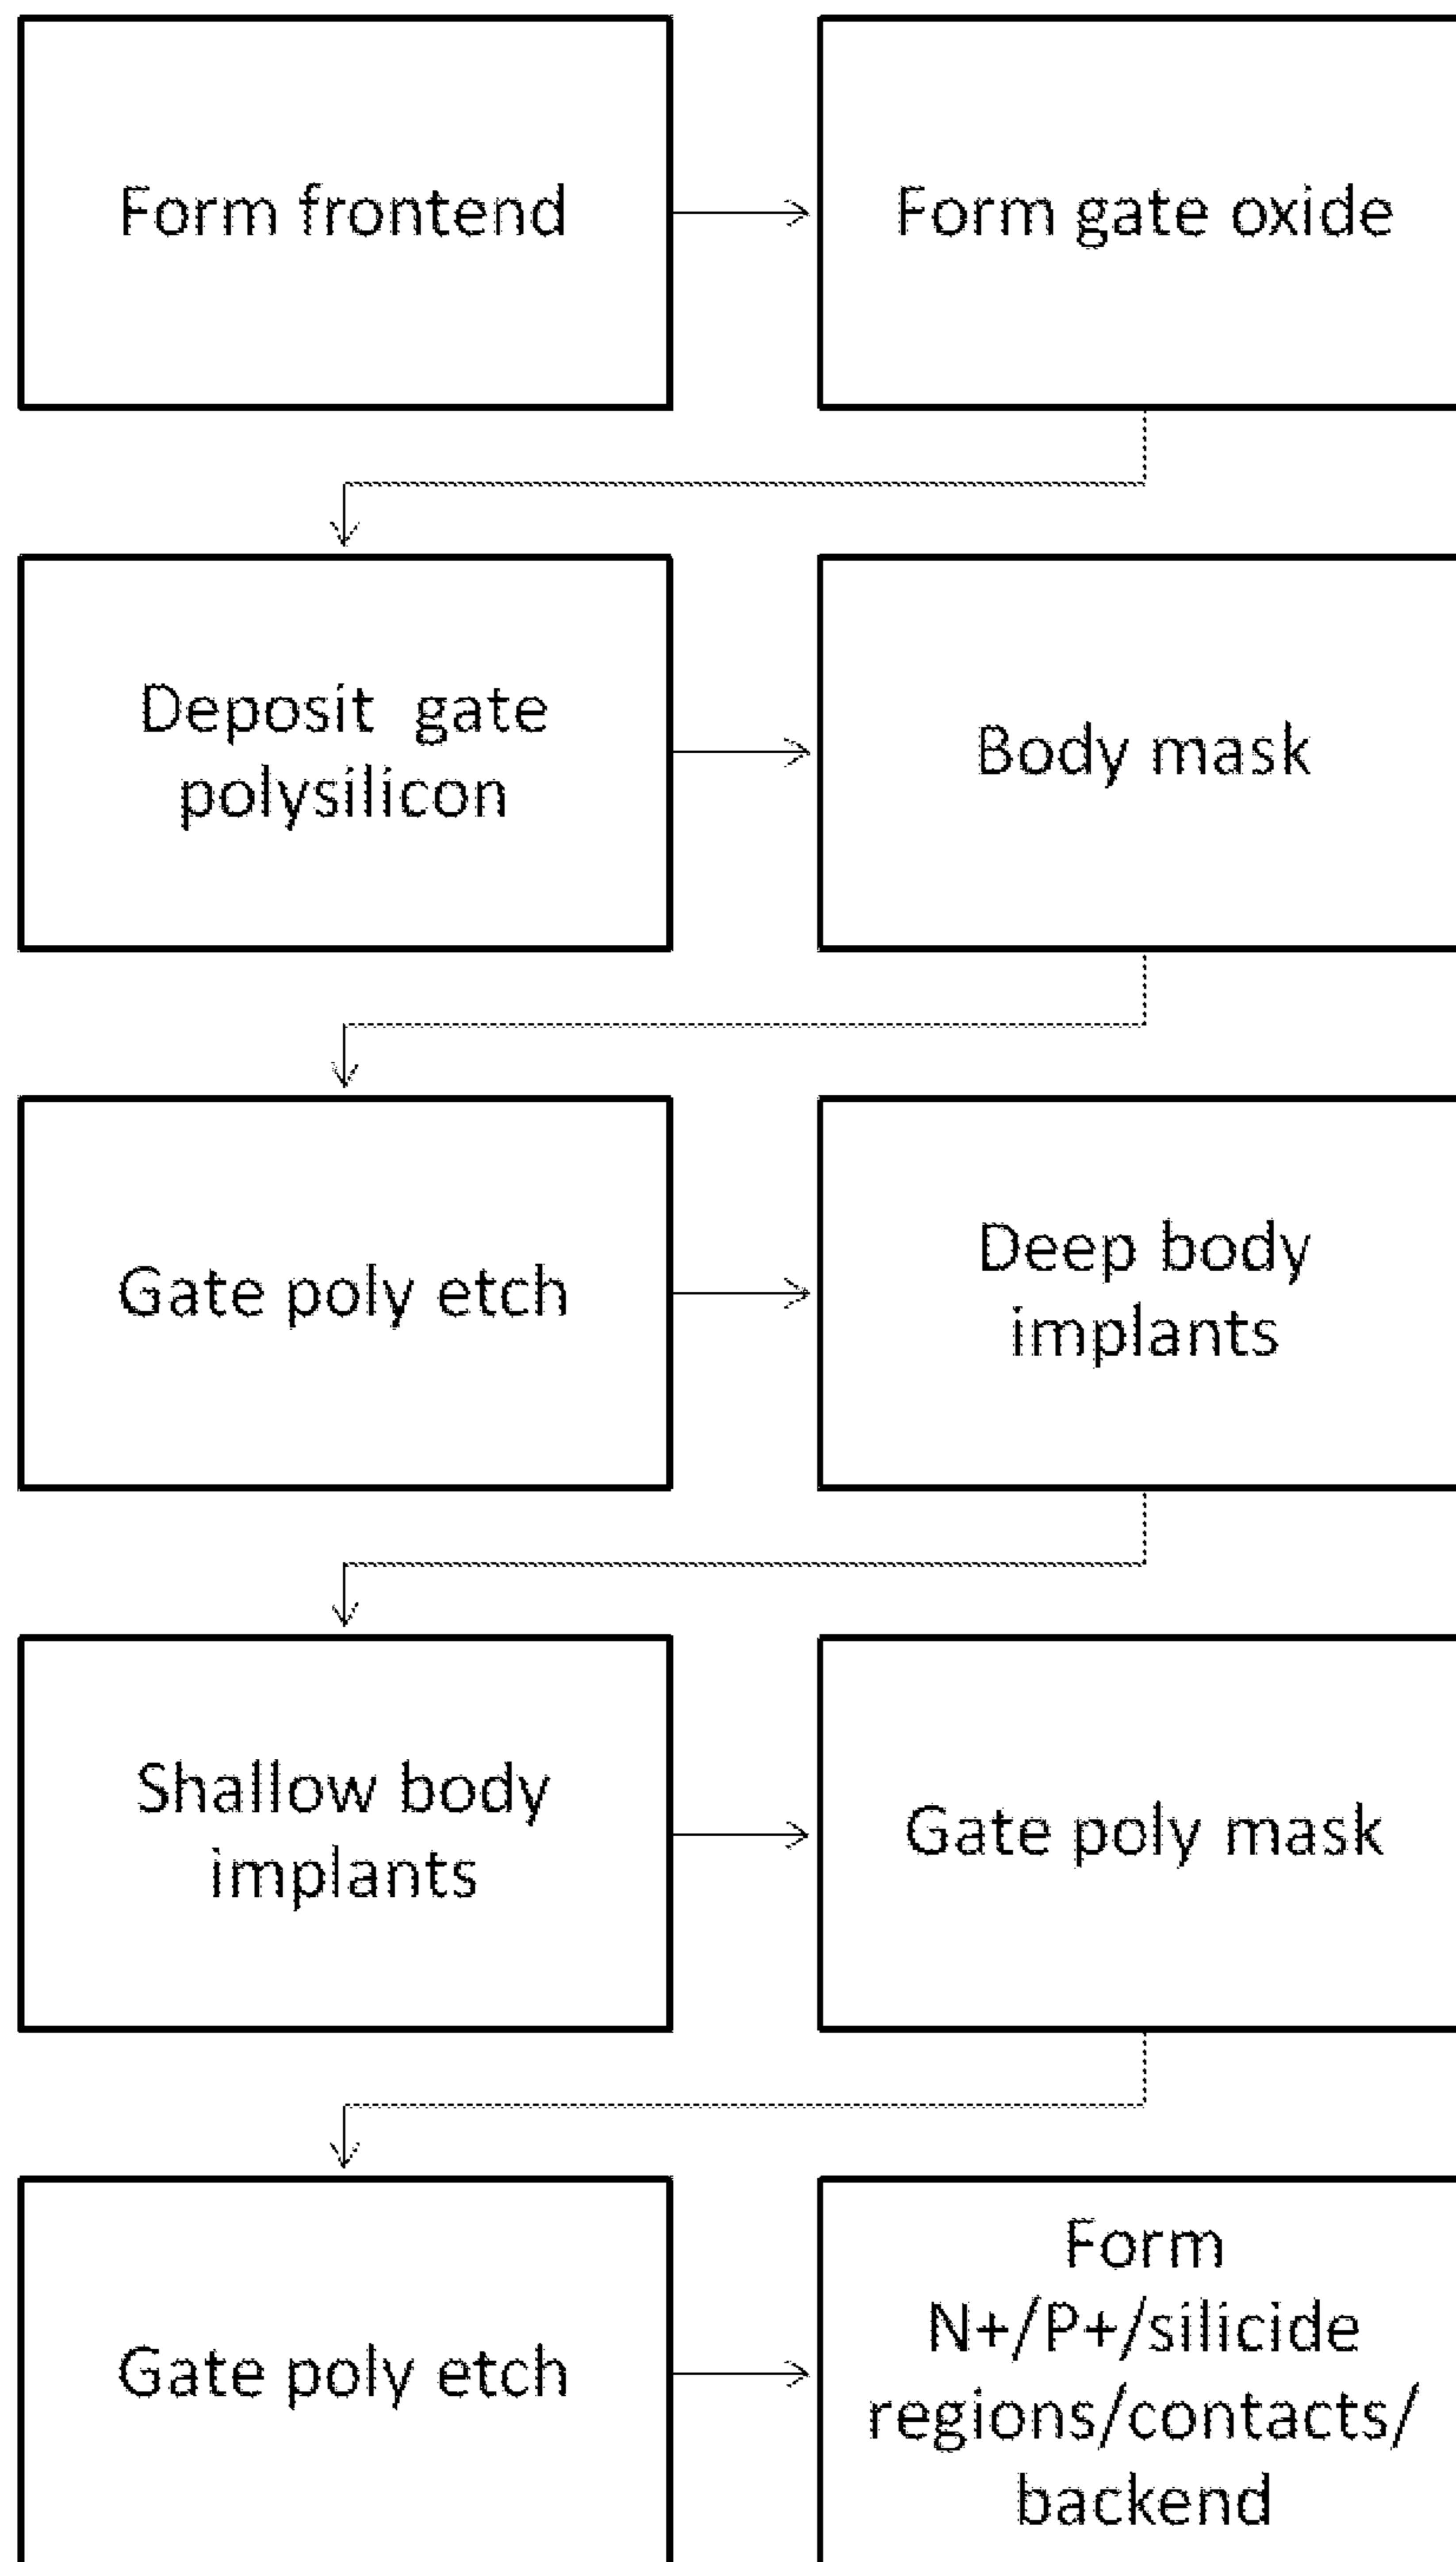 Form frontend
Form gate oxide
Deposit gate
polysilicon
Body mask
Gate poly etch
Deep body
implants
Shallow body
implants
Gate poly mask
Gate poly etch
Form
N+/P+/silicide
regions/contacts/
backend